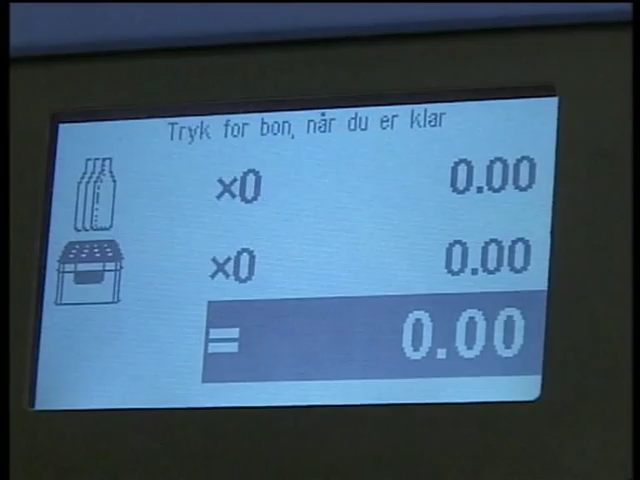 Tryk for bon, når du er klar
×0 0.00
×0 0.00
= 0.00